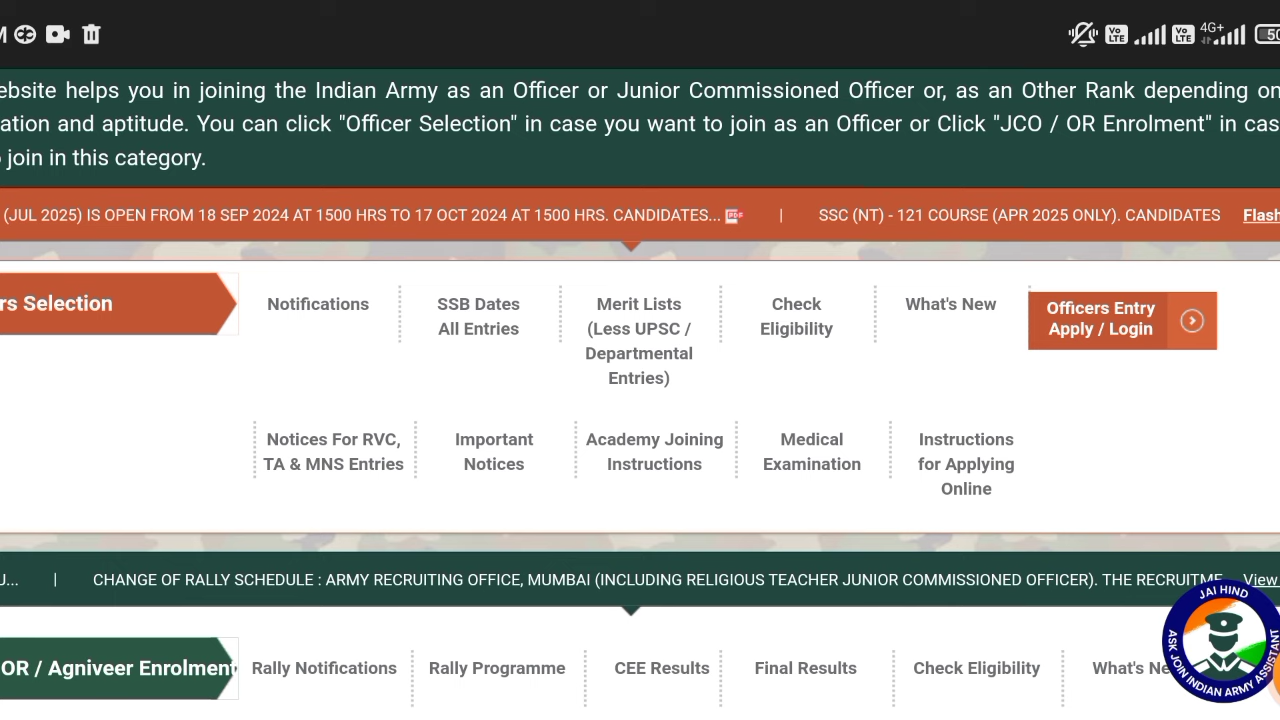 4G+
Vo LTE
Vo LTE
ebsite helps you in joining the Indian Army as an Officer or Junior Commissioned Officer or, as an Other Rank depending on
ation and aptitude. You can click "Officer Selection" in case you want to join as an Officer or Click "JCO / OR Enrolment" in cas
join in this category.
(JUL 2025) IS OPEN FROM 18 SEP 2024 AT 1500 HRS TO 17 OCT 2024 AT 1500 HRS. CANDIDATES... PDF | SSC (NT) - 121 COURSE (APR 2025 ONLY). CANDIDATES Flash
rs Selection
Notifications
SSB Dates
All Entries
Merit Lists
(Less UPSC /
Departmental
Entries)
Check
Eligibility
What's New
Officers Entry
Apply / Login
Notices For RVC,
TA & MNS Entries
Important
Notices
Academy Joining
Instructions
Medical
Examination
Instructions
for Applying
Online
J... | CHANGE OF RALLY SCHEDULE : ARMY RECRUITING OFFICE, MUMBAI (INCLUDING RELIGIOUS TEACHER JUNIOR COMMISSIONED OFFICER). THE RECRUITME View
OR / Agniveer Enrolment
Rally Notifications
Rally Programme
CEE Results
Final Results
Check Eligibility
What's Ne
JAI HIND
ASK JOIN INDIAN ARMY ASSISTANT